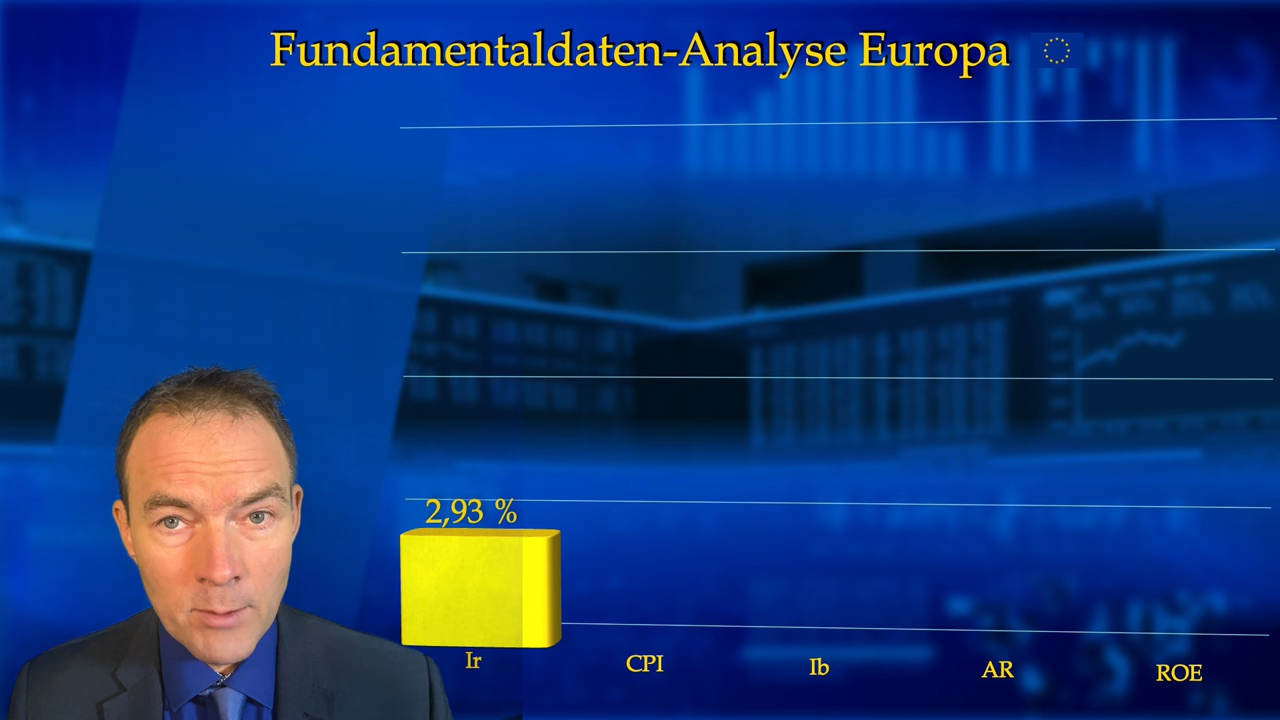 Fundamentaldaten-Analyse Europa
2,93 %
Ir
CPI
Ib
AR
ROE